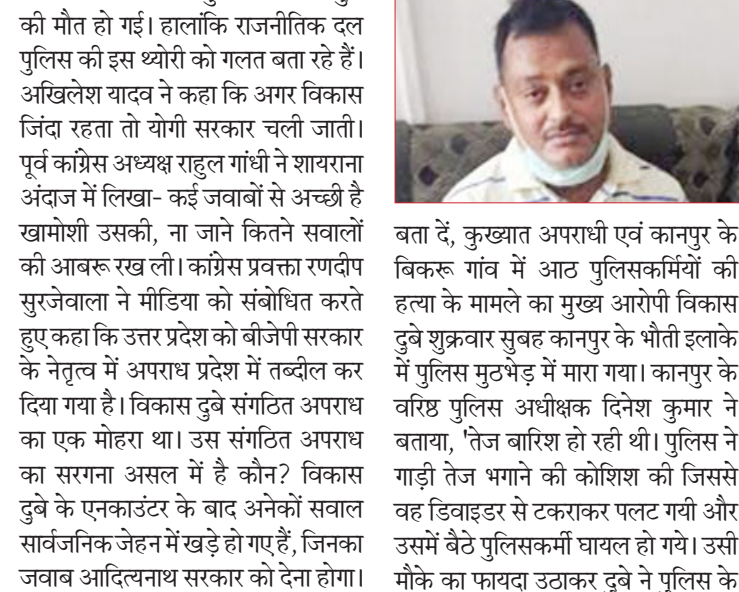 की मौत हो गई। हालांकि राजनीतिक दल
पुलिस की इस थ्योरी को गलत बता रहे हैं।
अखिलेश यादव ने कहा कि अगर विकास
जिंदा रहता तो योगी सरकार चली जाती।
पूर्व कांग्रेस अध्यक्ष राहुल गांधी ने शायराना
अंदाज में लिखा- कई जवाबों से अच्छी है
खामोशी उसकी, ना जाने कितने सवालों
की आबरू रख ली। कांग्रेस प्रवक्ता रणदीप
सुरजेवाला ने मीडिया को संबोधित करते
हुए कहा कि उत्तर प्रदेश को बीजेपी सरकार
के नेतृत्व में अपराध प्रदेश में तब्दील कर
दिया गया है। विकास दुबे संगठित अपराध
का एक मोहरा था। उस संगठित अपराध
का सरगना असल में है कौन? विकास
दुबे के एनकाउंटर के बाद अनेकों सवाल
सार्वजनिक जेहन में खड़े हो गए हैं, जिनका
जवाब आदित्यनाथ सरकार को देना होगा।
बता दें, कुख्यात अपराधी एवं कानपुर के
बिकरू गांव में आठ पुलिसकर्मियों की
हत्या के मामले का मुख्य आरोपी विकास
दुबे शुक्रवार सुबह कानपुर के भौती इलाके
में पुलिस मुठभेड़ में मारा गया। कानपुर के
वरिष्ठ पुलिस अधीक्षक दिनेश कुमार ने
बताया, 'तेज बारिश हो रही थी। पुलिस ने
गाड़ी तेज भगाने की कोशिश की जिससे
वह डिवाइडर से टकराकर पलट गयी और
उसमें बैठे पुलिसकर्मी घायल हो गये। उसी
मौके का फायदा उठाकर दुबे ने पुलिस के